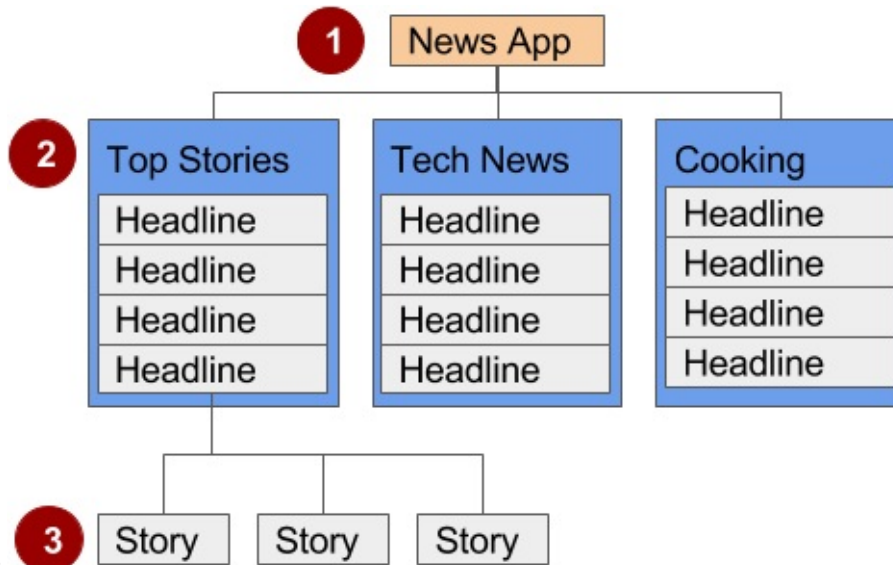 1 News App
2 Top Stories
Headline
Headline
Headline
Headline
Tech News
Headline
Headline
Headline
Headline
Cooking
Headline
Headline
Headline
Headline
3 Story Story Story